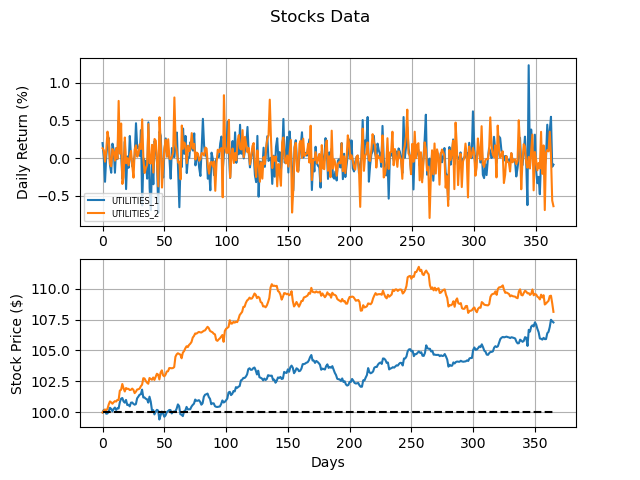 Stocks Data
Daily Return (%)
1.0
0.5
0.0
−0.5
UTILITIES_1
UTILITIES_2
0 50 100 150 200 250 300 350
Stock Price ($)
110.0
107.5
105.0
102.5
100.0
0 50 100 150 200 250 300 350
Days